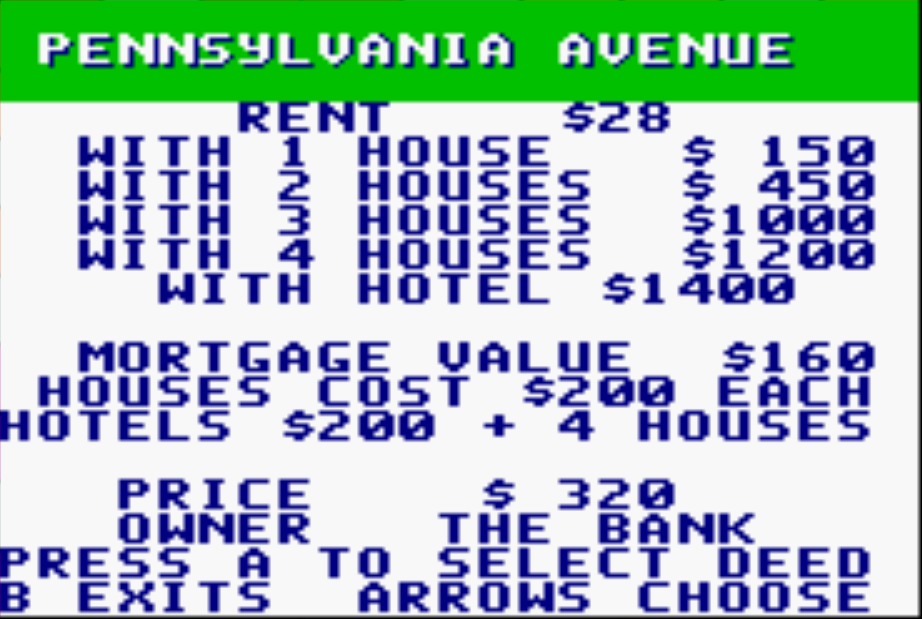 PENNSYLVANIA AVENUE
RENT $28
WITH 1 HOUSE $ 150
WITH 2 HOUSES $ 450
WITH 3 HOUSES $1000
WITH 4 HOUSES $1200
WITH HOTEL $1400
MORTGAGE VALUE $160
HOUSES COST $200 EACH
HOTELS $200 + 4 HOUSES
PRICE $ 320
OWNER THE BANK
PRESS A TO SELECT DEED
B EXITS ARROWS CHOOSE